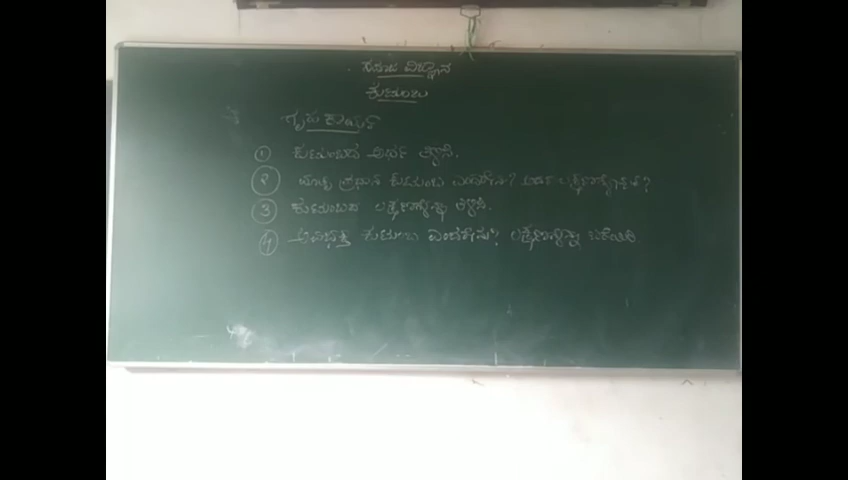 ಸಮಾಜ ವಿಜ್ಞಾನ
ಕುಟುಂಬ
ಗೃಹ ಕಾರ್ಯ
① ಕುಟುಂಬದ ಅರ್ಥ ತಿಳಿಸಿ.
② ಮಾತೃ ಪ್ರಧಾನ ಕುಟುಂಬ ಎಂದರೇನು? ಅದರ ಲಕ್ಷಣಗಳೇನು?
③ ಕುಟುಂಬದ ಲಕ್ಷಣಗಳನ್ನು ತಿಳಿಸಿ.
④ ಅವಿಭಕ್ತ ಕುಟುಂಬ ಎಂದರೇನು? ಲಕ್ಷಣಗಳನ್ನು ಬರೆಯಿರಿ